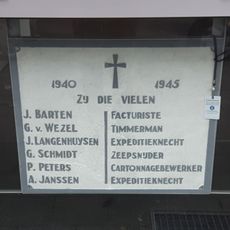 1940 1945
ZY DIE VIELEN
J. BARTEN FACTURISTE
G. v. WEZEL TIMMERMAN
J. LANGENHUYSEN EXPEDITIEKNECHT
G. SCHMIDT ZEEPSNYDER
P. PETERS CARTONNAGEBEWERKER
A. JANSSEN EXPEDITIEKNECHT